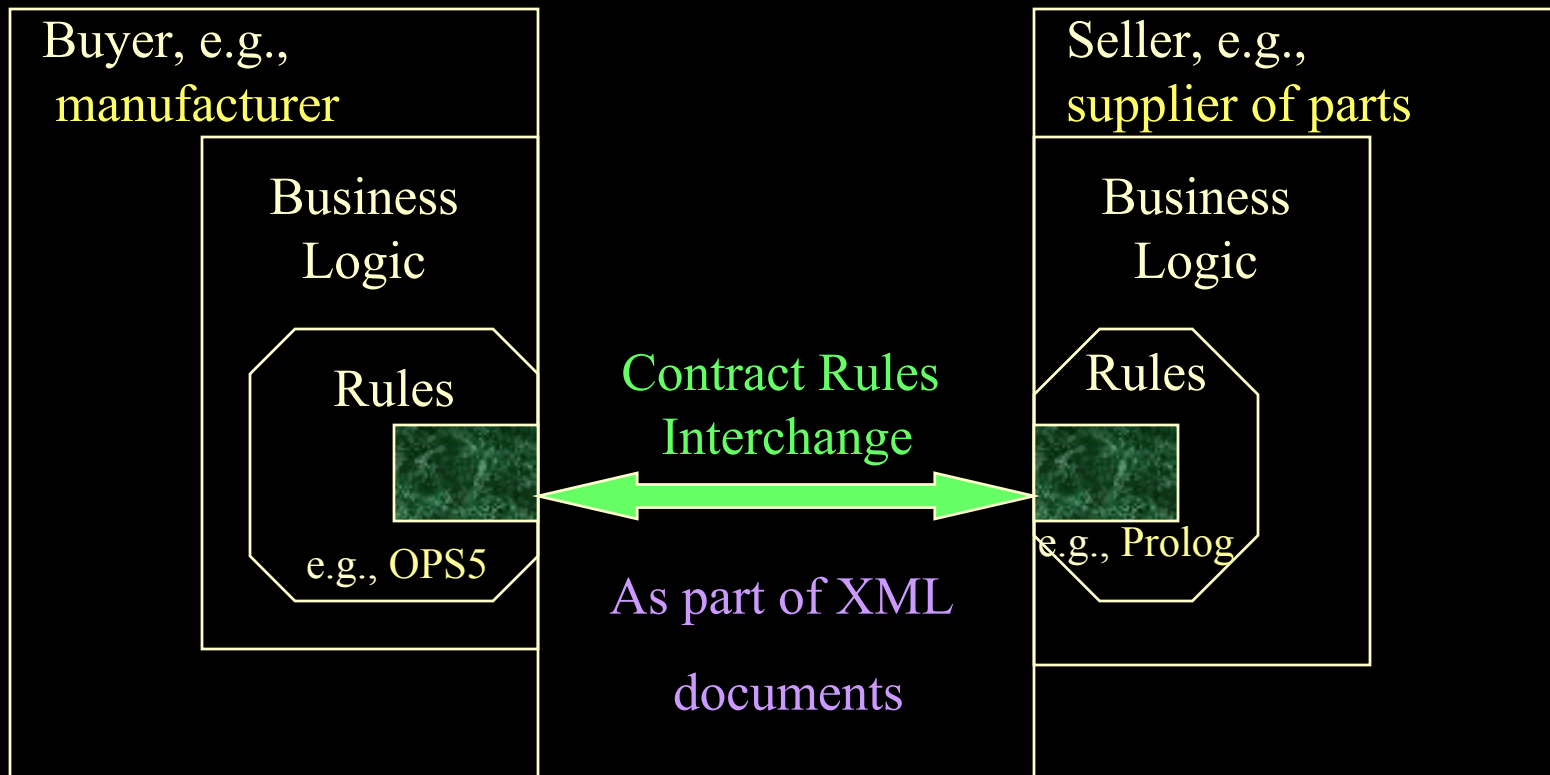 Buyer, e.g.,
manufacturer
Business
Logic
Rules
e.g., OPS5
Contract Rules
Interchange
As part of XML
documents
Seller, e.g.,
supplier of parts
Business
Logic
Rules
e.g., Prolog